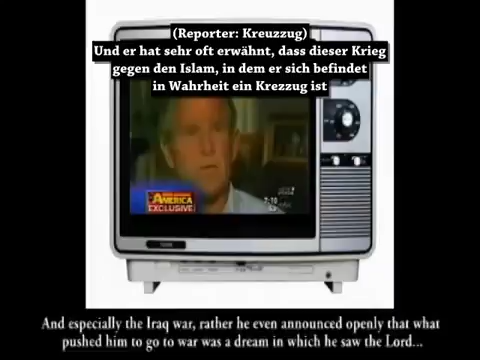 (Reporter: Kreuzzug)
Und er hat sehr oft erwähnt, dass dieser Krieg
gegen den Islam, in dem er sich befindet
in Wahrheit ein Krezzug ist
AMERICA
EXCLUSIVE
7:10
And especially the Iraq war, rather he even announced openly that what
pushed him to go to war was a dream in which he saw the Lord...